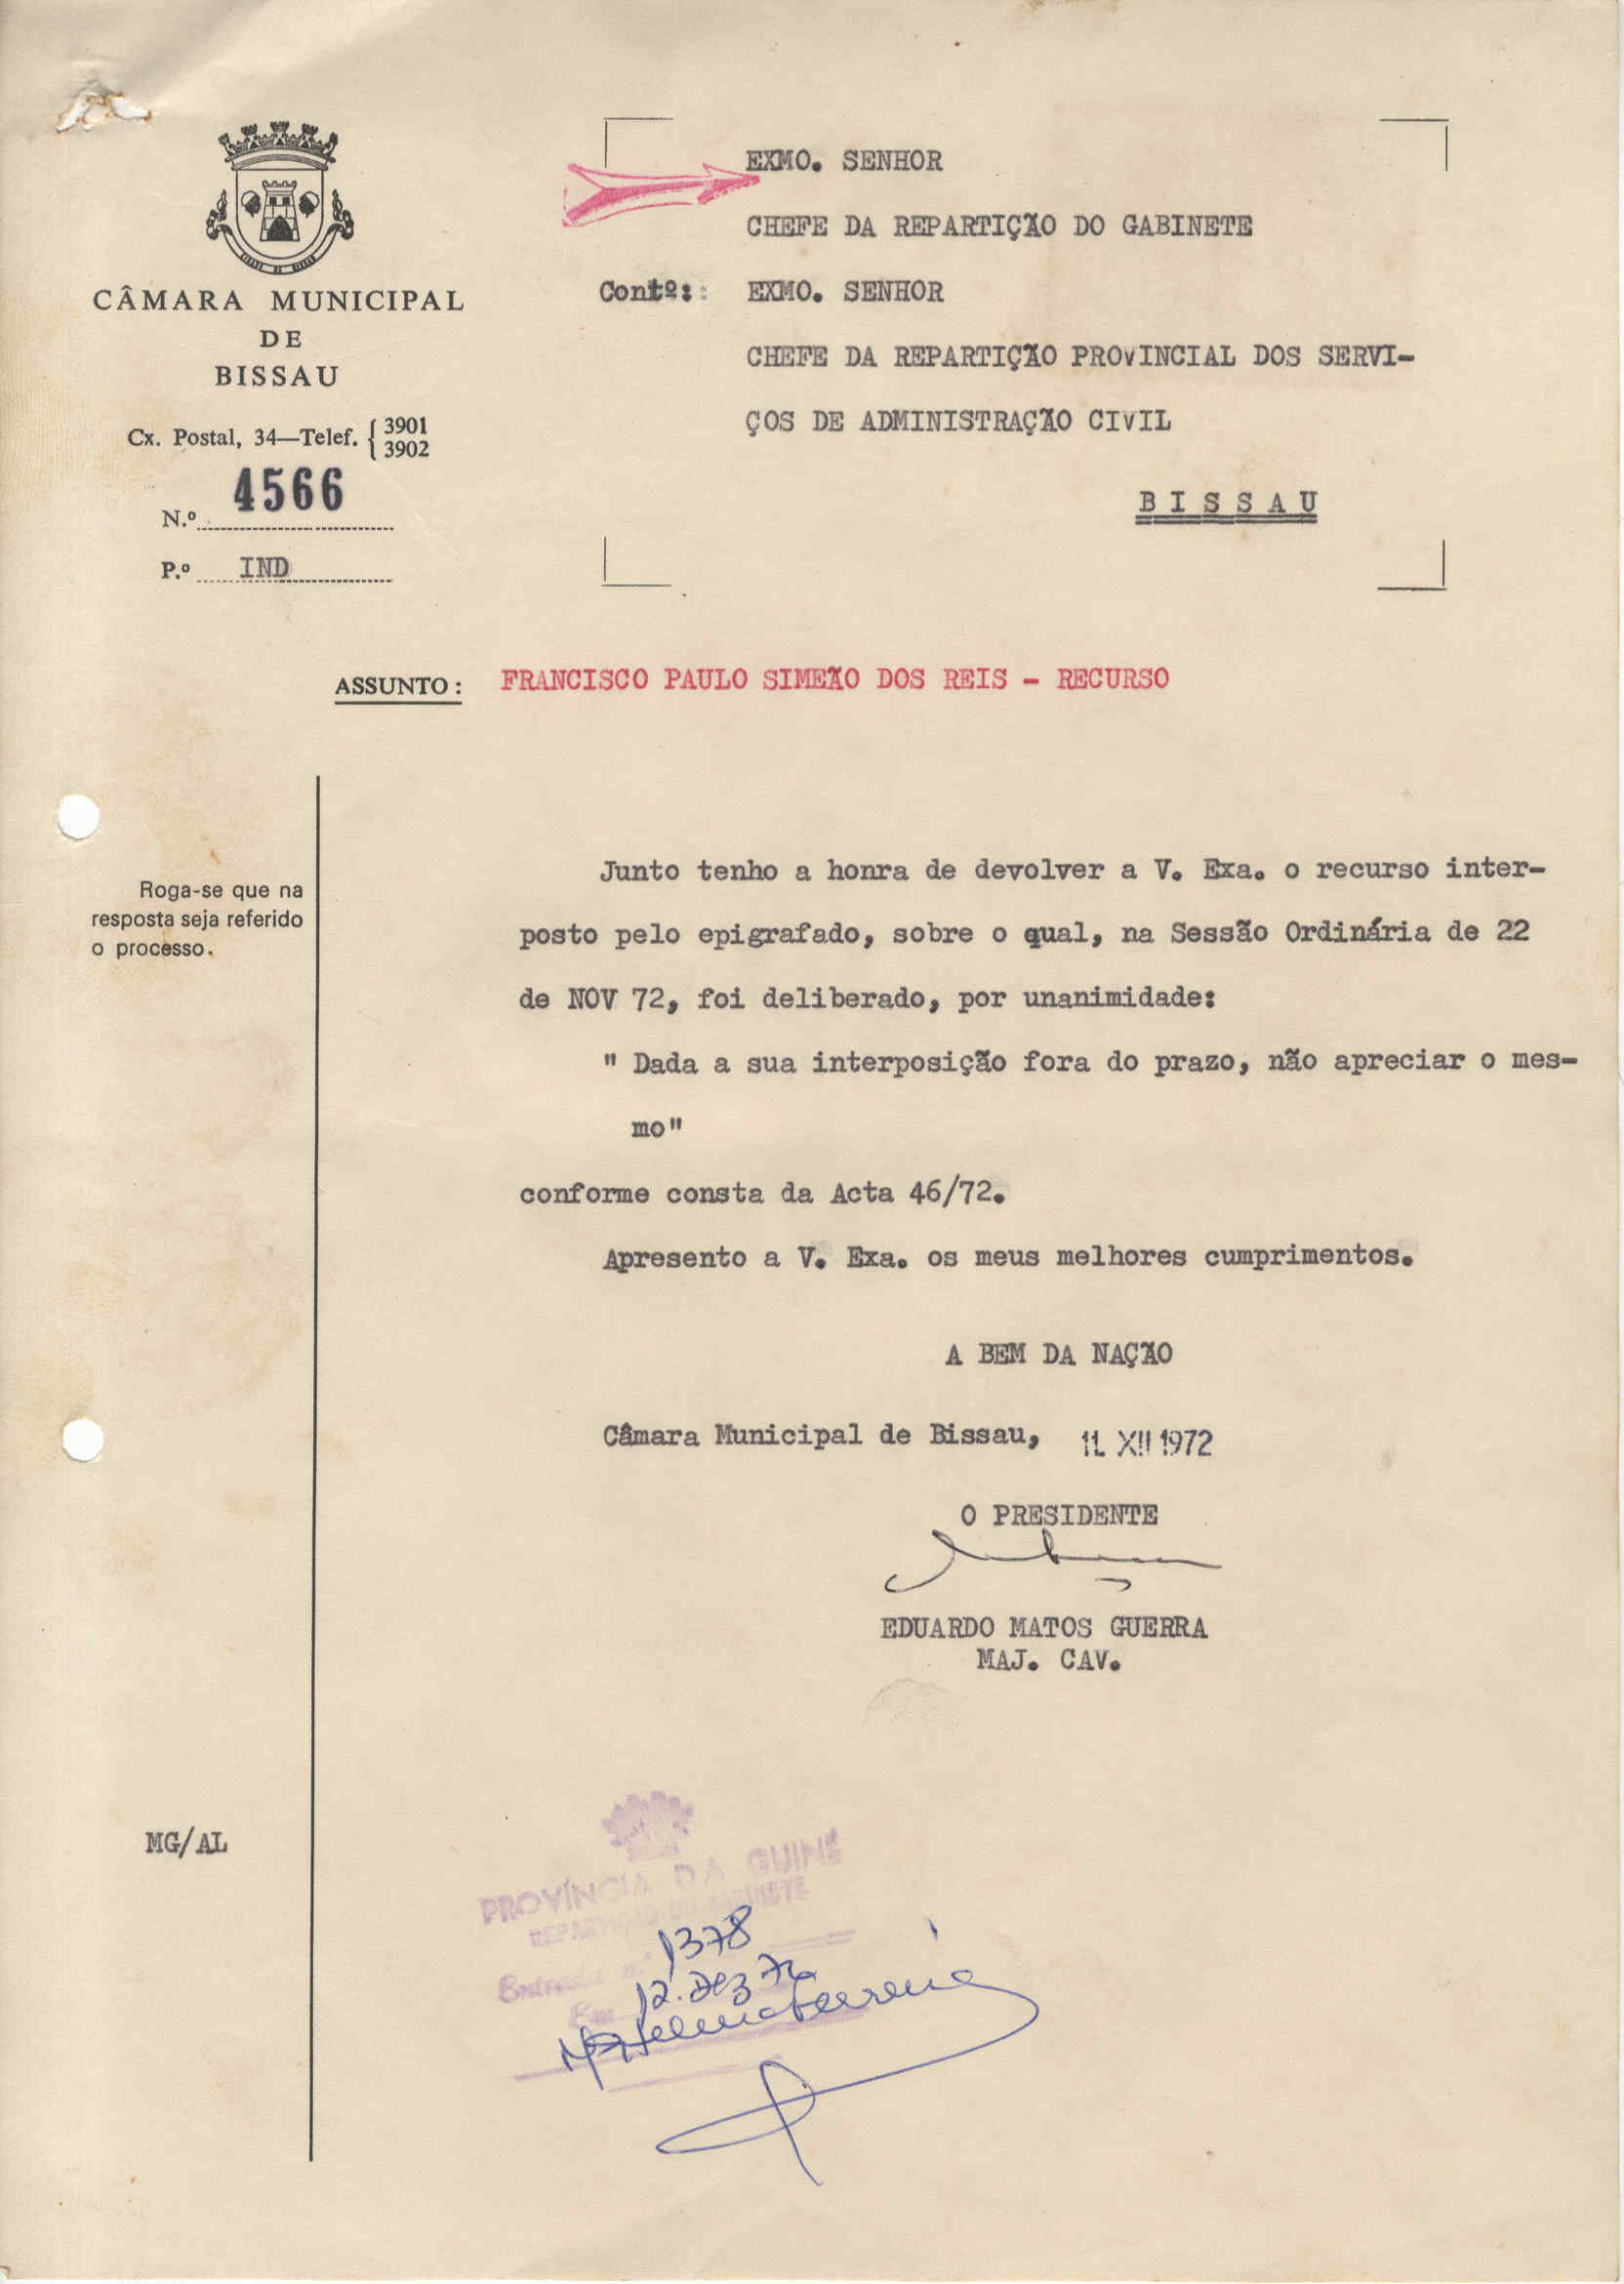 CÂMARA MUNICIPAL
DE
BISSAU
Cx. Postal, 34—Telef. { 3901
3902
N.º 4566
P.º IND
EXMO. SENHOR
CHEFE DA REPARTIÇÃO DO GABINETE
Contº: EXMO. SENHOR
CHEFE DA REPARTIÇÃO PROVINCIAL DOS SERVI-
ÇOS DE ADMINISTRAÇÃO CIVIL
BISSAU
ASSUNTO: FRANCISCO PAULO SIMEÃO DOS REIS - RECURSO
Roga-se que na
resposta seja referido
o processo.
Junto tenho a honra de devolver a V. Exa. o recurso inter-
posto pelo epigrafado, sobre o qual, na Sessão Ordinária de 22
de NOV 72, foi deliberado, por unanimidade:
" Dada a sua interposição fora do prazo, não apreciar o mes-
mo"
conforme consta da Acta 46/72.
Apresento a V. Exa. os meus melhores cumprimentos.
A BEM DA NAÇÃO
Câmara Municipal de Bissau, 11. XII 1972
O PRESIDENTE
EDUARDO MATOS GUERRA
MAJ. CAV.
MG/AL
PROVÍNCIA DA GUINÉ
REPARTIÇÃO DO GABINETE
Entrada n.º 1378
Em 12. Dez 72